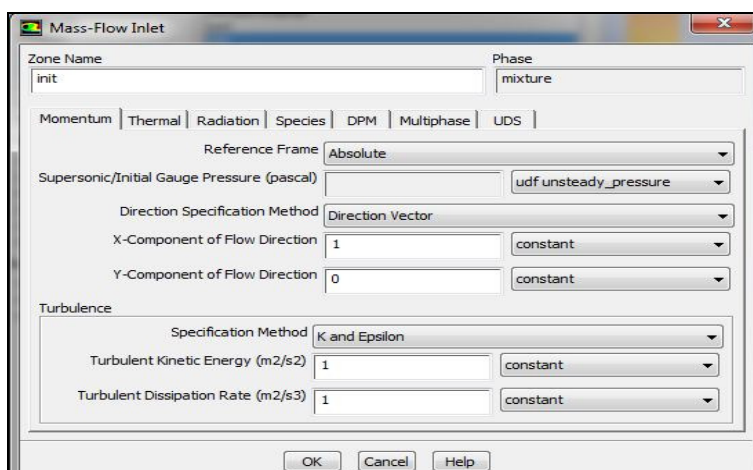 Mass-Flow Inlet
Zone Name Phase
init mixture
Momentum Thermal Radiation Species DPM Multiphase UDS
Reference Frame Absolute
Supersonic/Initial Gauge Pressure (pascal) udf unsteady_pressure
Direction Specification Method Direction Vector
X-Component of Flow Direction 1 constant
Y-Component of Flow Direction 0 constant
Turbulence
Specification Method K and Epsilon
Turbulent Kinetic Energy (m2/s2) 1 constant
Turbulent Dissipation Rate (m2/s3) 1 constant
OK Cancel Help